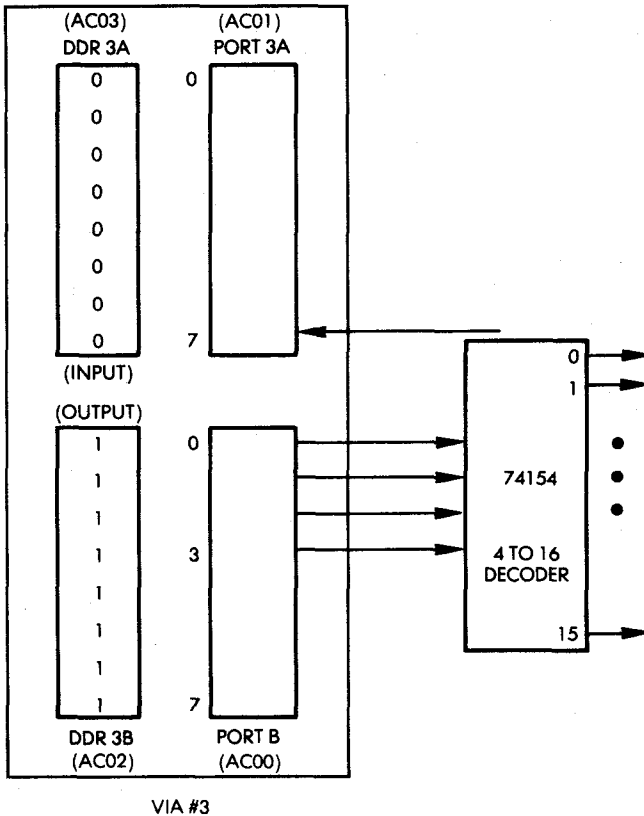 (AC03)
DDR 3A
(AC01)
PORT 3A
0
0
0
0
0
0
0
0
(INPUT)
0
7
(OUTPUT)
1
1
1
1
1
1
1
1
DDR 3B
(AC02)
0
3
7
PORT B
(AC00)
0
1
74154
4 TO 16
DECODER
15
VIA #3